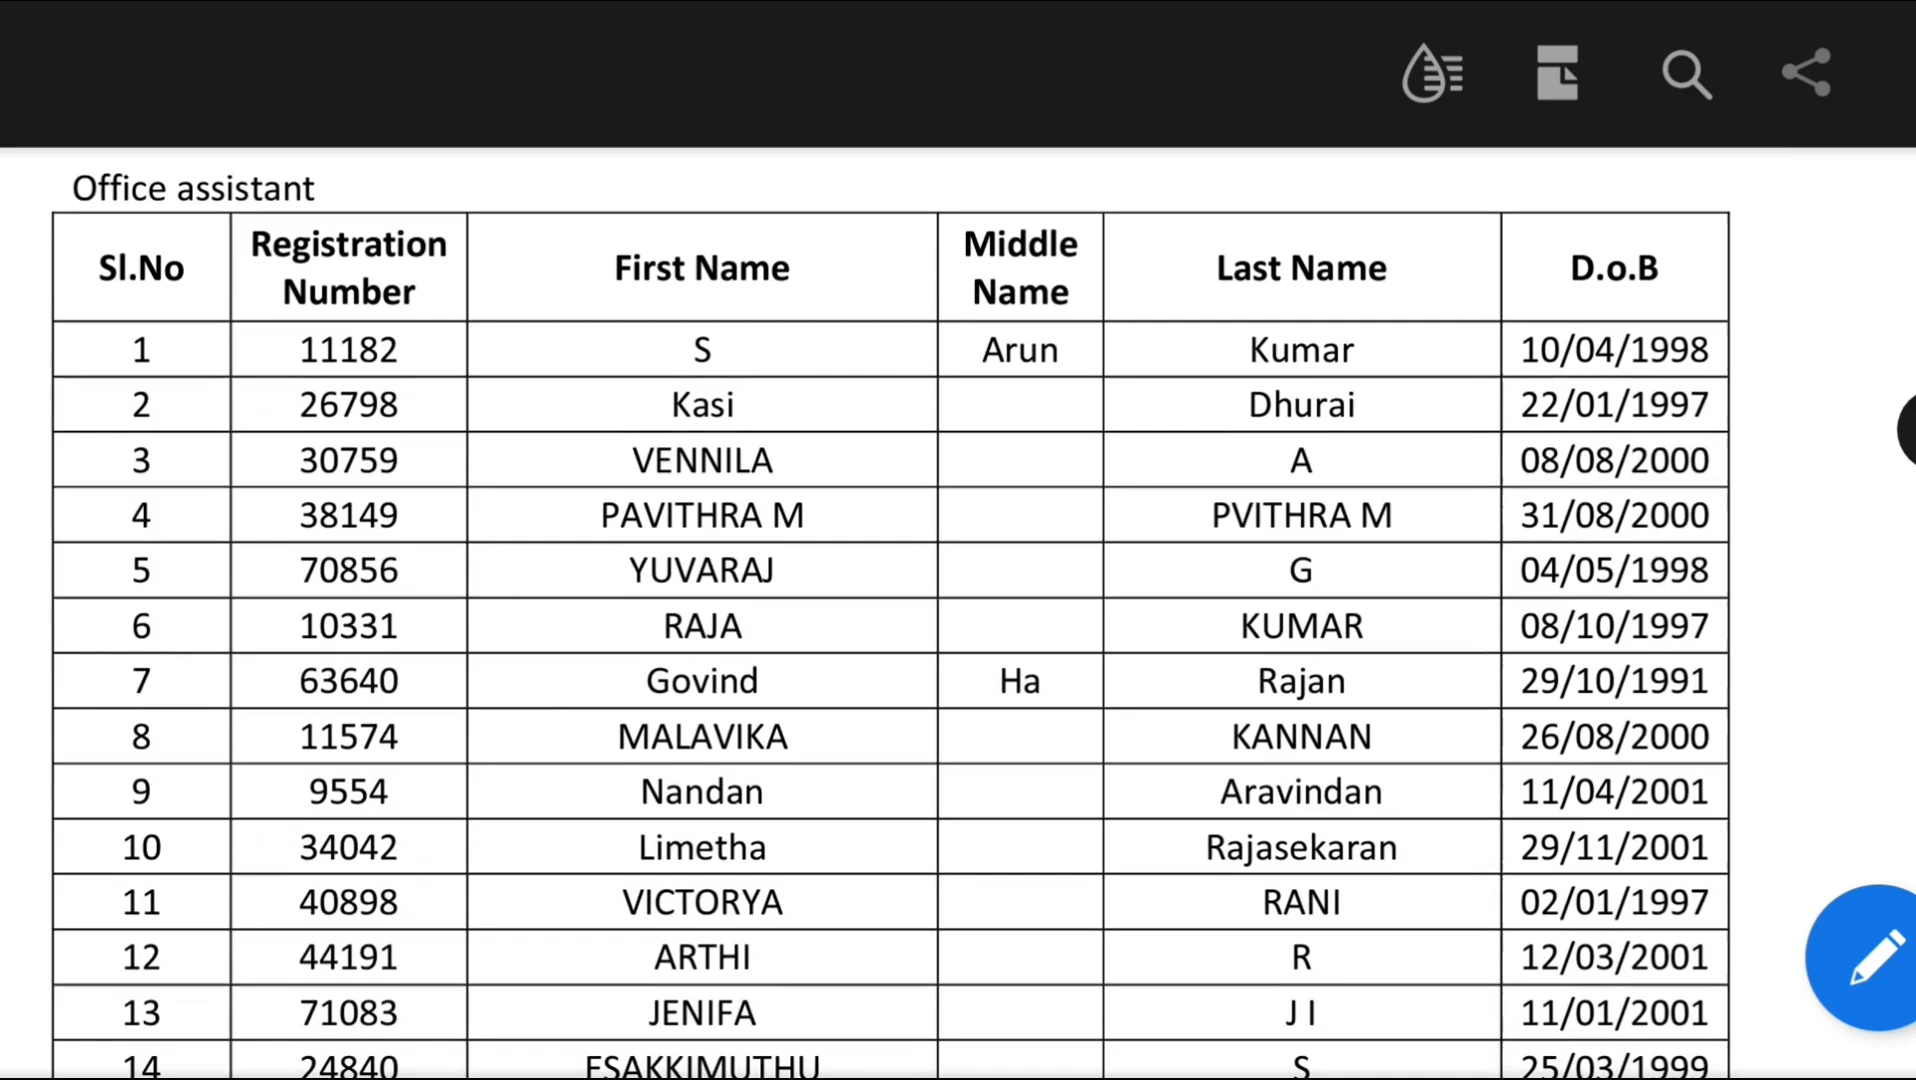 Office assistant
Sl.No Registration Number First Name Middle Name Last Name D.o.B
1 11182 S Arun Kumar 10/04/1998
2 26798 Kasi Dhurai 22/01/1997
3 30759 VENNILA A 08/08/2000
4 38149 PAVITHRA M PVITHRA M 31/08/2000
5 70856 YUVARAJ G 04/05/1998
6 10331 RAJA KUMAR 08/10/1997
7 63640 Govind Ha Rajan 29/10/1991
8 11574 MALAVIKA KANNAN 26/08/2000
9 9554 Nandan Aravindan 11/04/2001
10 34042 Limetha Rajasekaran 29/11/2001
11 40898 VICTORYA RANI 02/01/1997
12 44191 ARTHI R 12/03/2001
13 71083 JENIFA J I 11/01/2001
14 24840 ESAKKIMUTHU S 25/03/1999